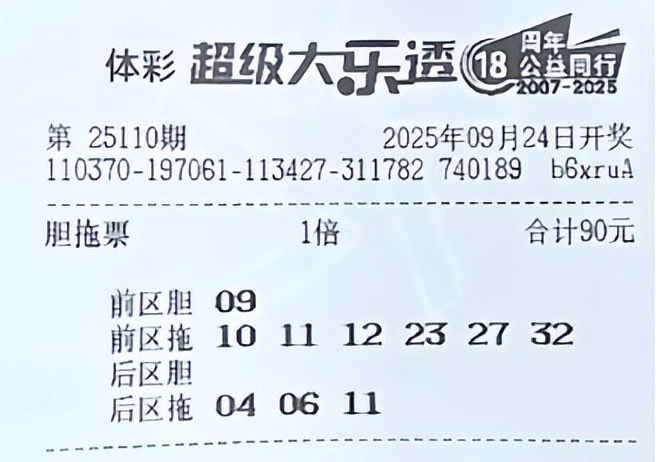 体彩 超级大乐透 18 周年 公益同行 2007-2025
第 25110期 2025年09月24日开奖
110370-197061-113427-311782 740189 b6xruA
胆拖票 1倍 合计90元
前区胆 09
前区拖 10 11 12 23 27 32
后区胆
后区拖 04 06 11